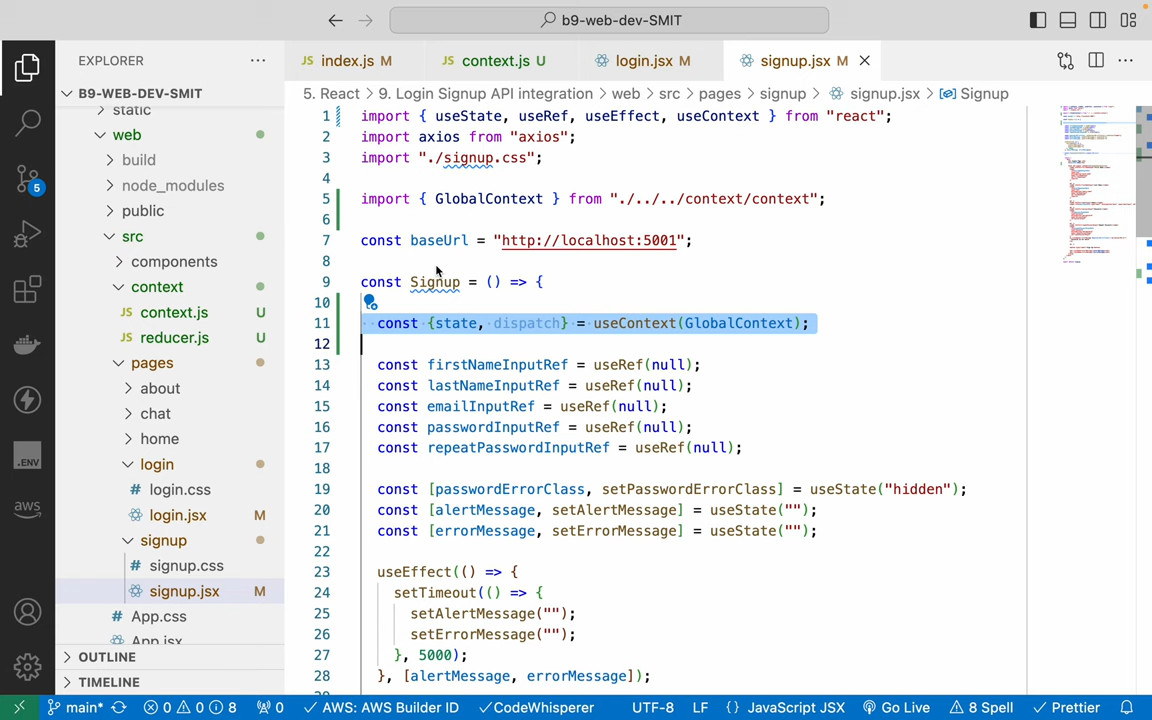 b9-web-dev-SMIT
EXPLORER
B9-WEB-DEV-SMIT
static
web
build
node_modules
public
src
components
context
JS context.js U
JS reducer.js U
pages
about
chat
home
login
# login.css
login.jsx M
signup
# signup.css
signup.jsx M
# App.css
App.jsx
OUTLINE
TIMELINE
5
.ENV
aws
JS index.js M
JS context.js U
login.jsx M
signup.jsx M
5. React > 9. Login Signup API integration > web > src > pages > signup > signup.jsx > Signup
1 import { useState, useRef, useEffect, useContext } from "react";
2 import axios from "axios";
3 import "./signup.css";
4
5 import { GlobalContext } from "./../../context/context";
6
7 const baseUrl = "http://localhost:5001";
8
9 const Signup = () => {
10
11 const {state, dispatch} = useContext(GlobalContext);
12
13 const firstNameInputRef = useRef(null);
14 const lastNameInputRef = useRef(null);
15 const emailInputRef = useRef(null);
16 const passwordInputRef = useRef(null);
17 const repeatPasswordInputRef = useRef(null);
18
19 const [passwordErrorClass, setPasswordErrorClass] = useState("hidden");
20 const [alertMessage, setAlertMessage] = useState("");
21 const [errorMessage, setErrorMessage] = useState("");
22
23 useEffect(() => {
24 setTimeout(() => {
25 setAlertMessage("");
26 setErrorMessage("");
27 }, 5000);
28 }, [alertMessage, errorMessage]);
main* 0 0 8 0 AWS: AWS Builder ID CodeWhisperer UTF-8 LF {} JavaScript JSX Go Live 8 Spell Prettier